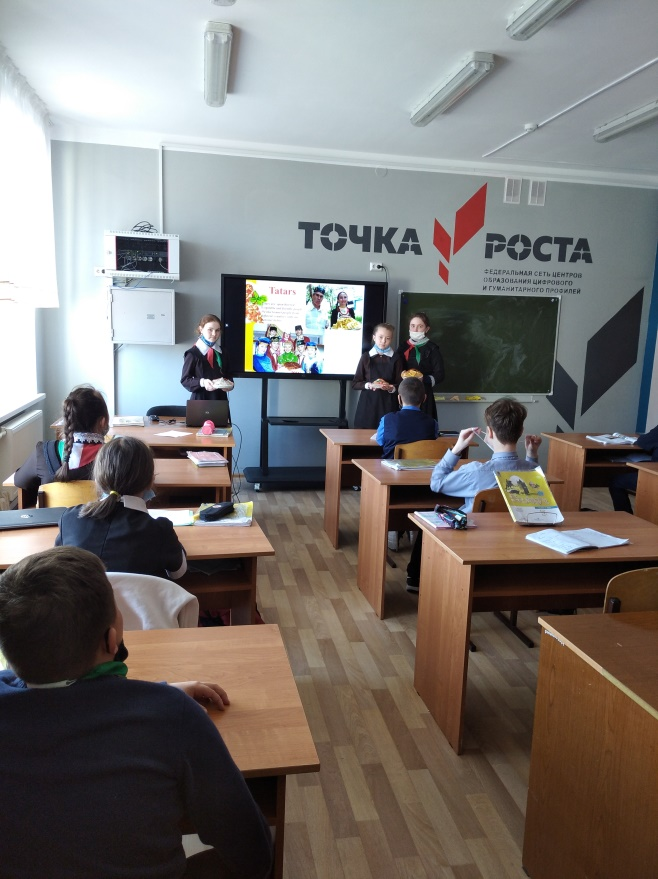 ТОЧКА РОСТА
ФЕДЕРАЛЬНАЯ СЕТЬ ЦЕНТРОВ
ОБРАЗОВАНИЯ ЦИФРОВОГО
И ГУМАНИТАРНОГО ПРОФИЛЕЙ
Tatars